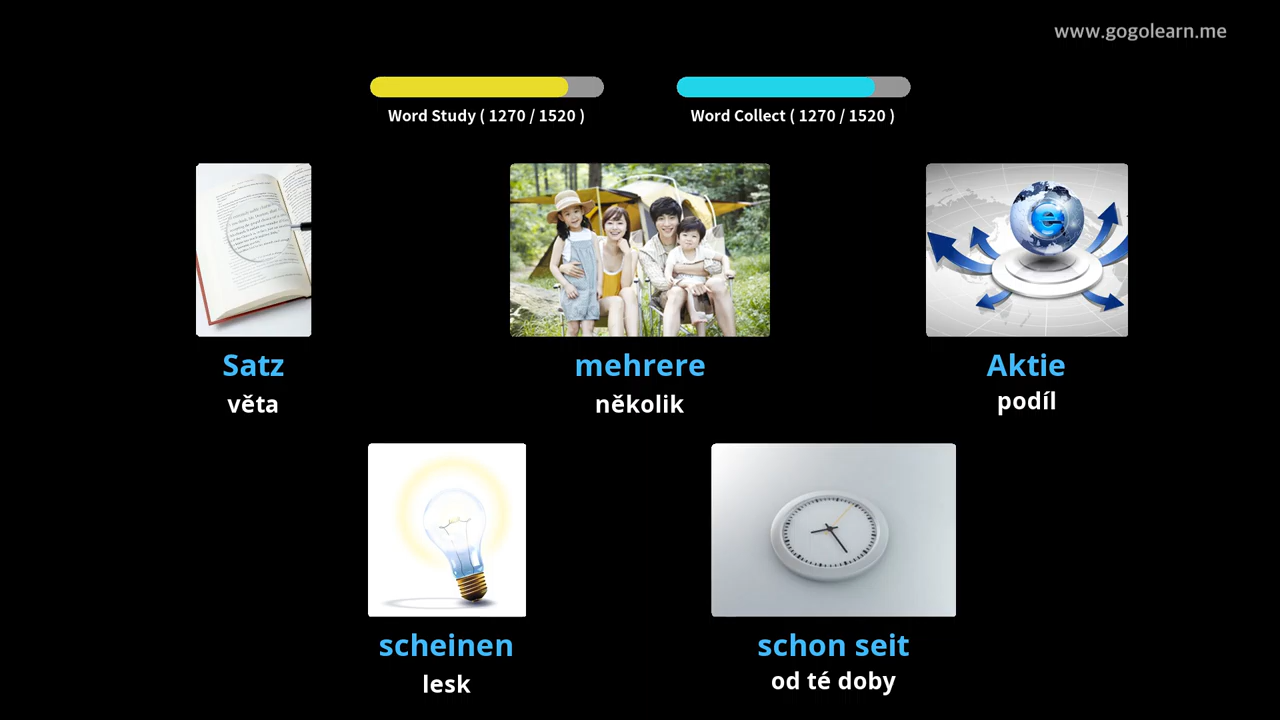 www.gogolearn.me
Word Study ( 1270 / 1520 )
Word Collect ( 1270 / 1520 )
Satz
věta
mehrere
několik
e
Aktie
podíl
scheinen
lesk
schon seit
od té doby